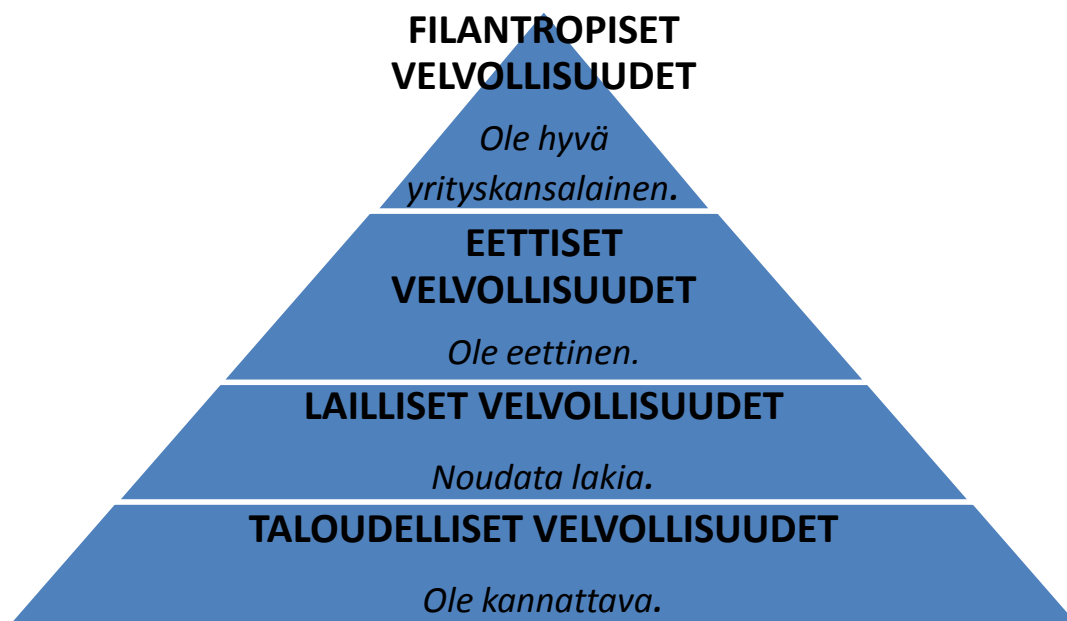 FILANTROPISET
VELVOLLISUUDET
Ole hyvä
yrityskansalainen.
EETTISET
VELVOLLISUUDET
Ole eettinen.
LAILLISET VELVOLLISUUDET
Noudata lakia.
TALOUDELLISET VELVOLLISUUDET
Ole kannattava.